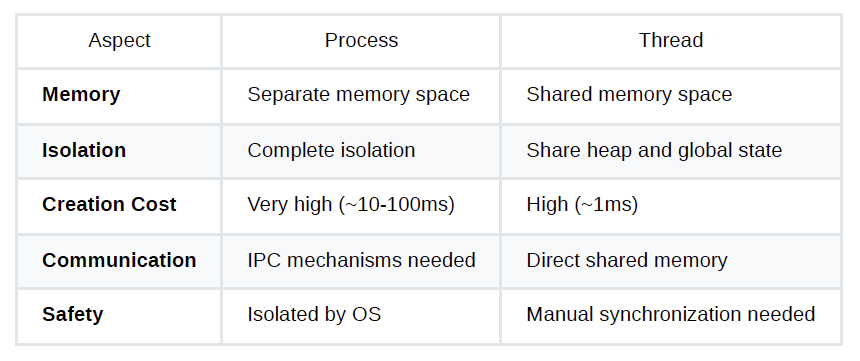 Aspect Process Thread
Memory Separate memory space Shared memory space
Isolation Complete isolation Share heap and global state
Creation Cost Very high (~10-100ms) High (~1ms)
Communication IPC mechanisms needed Direct shared memory
Safety Isolated by OS Manual synchronization needed